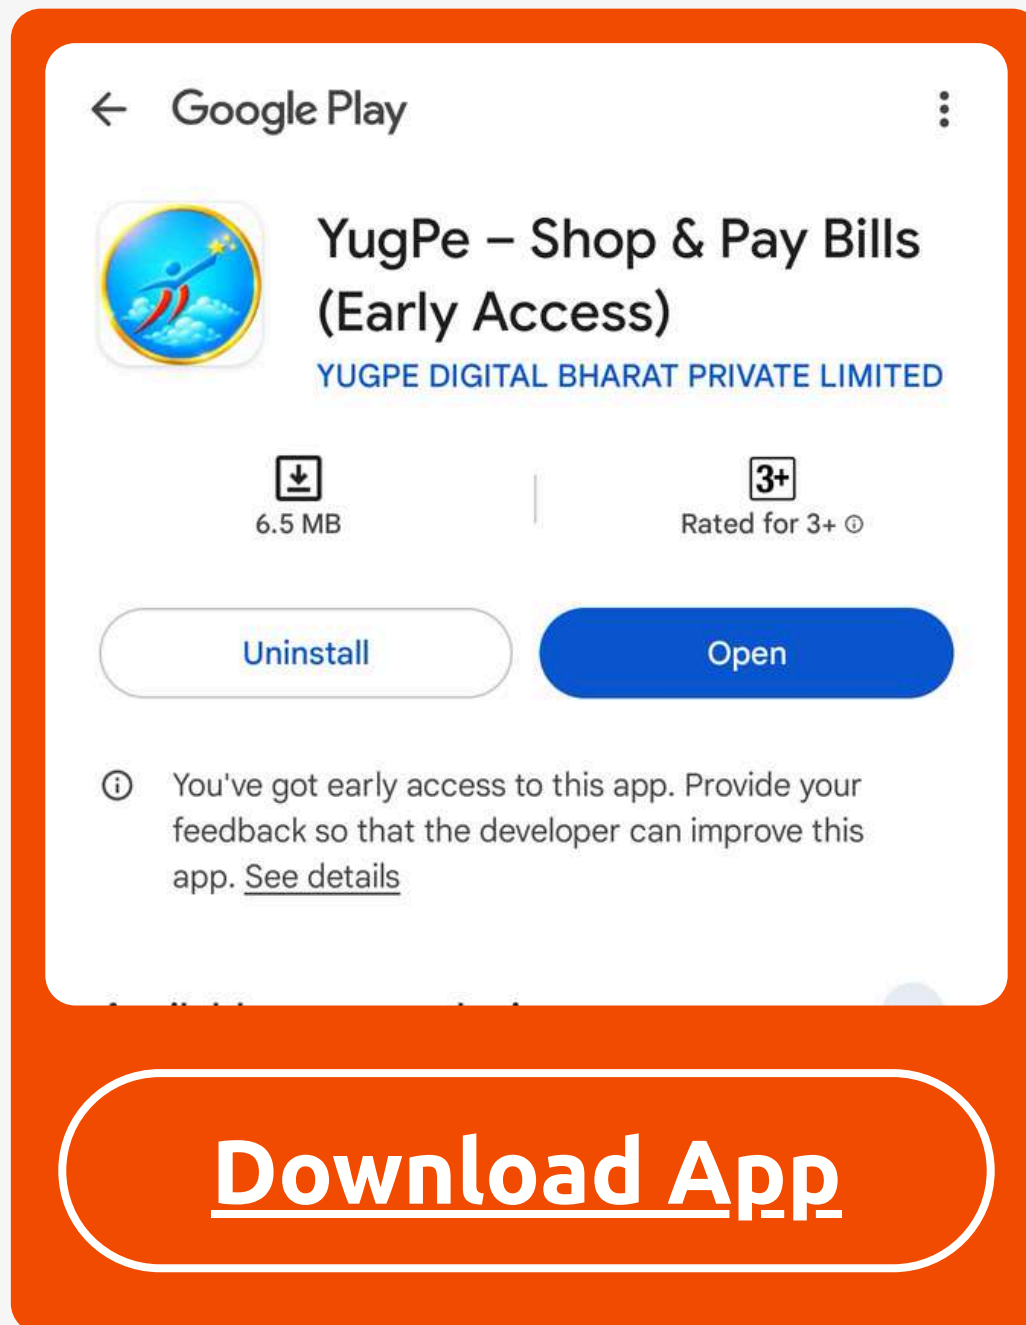 Google Play
YugPe – Shop & Pay Bills
(Early Access)
YUGPE DIGITAL BHARAT PRIVATE LIMITED
6.5 MB
3+
Rated for 3+
Uninstall
Open
You've got early access to this app. Provide your
feedback so that the developer can improve this
app. See details
Download App